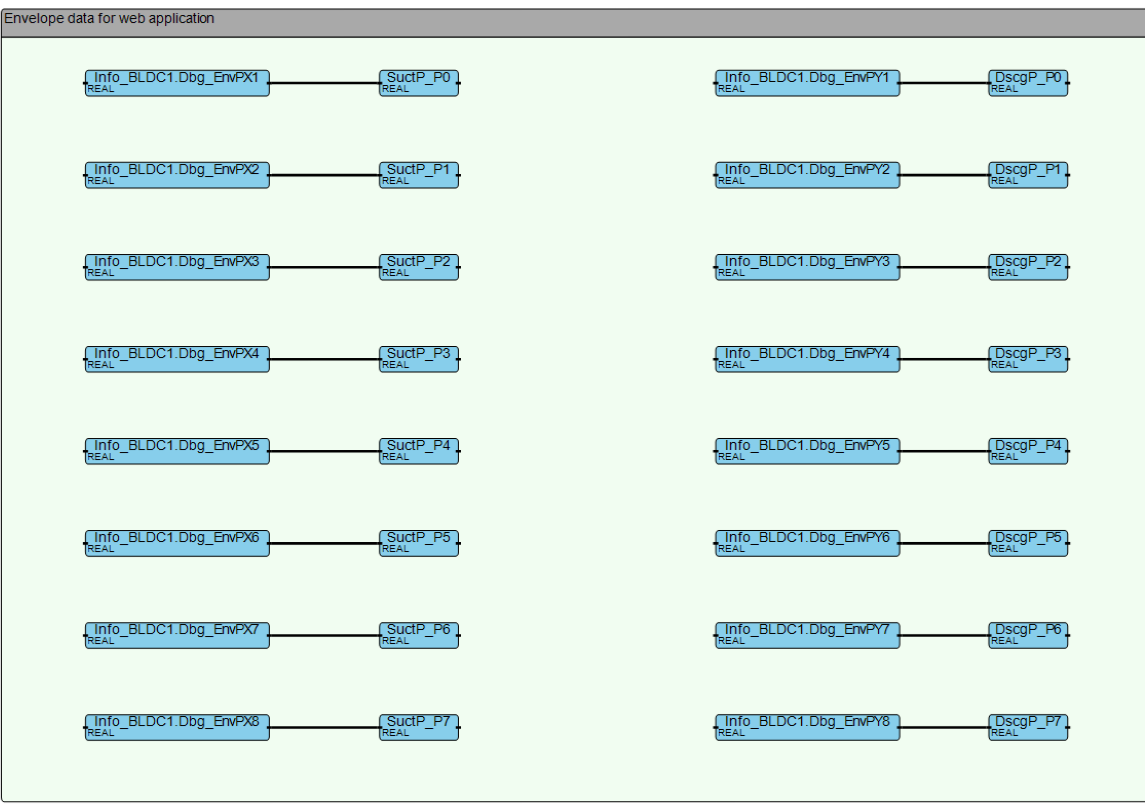 Envelope data for web application
Info_BLDC1.Dbg_EnvPX1 SuctP_P0 Info_BLDC1.Dbg_EnvPY1 DscgP_P0
REAL REAL REAL REAL
Info_BLDC1.Dbg_EnvPX2 SuctP_P1 Info_BLDC1.Dbg_EnvPY2 DscgP_P1
REAL REAL REAL REAL
Info_BLDC1.Dbg_EnvPX3 SuctP_P2 Info_BLDC1.Dbg_EnvPY3 DscgP_P2
REAL REAL REAL REAL
Info_BLDC1.Dbg_EnvPX4 SuctP_P3 Info_BLDC1.Dbg_EnvPY4 DscgP_P3
REAL REAL REAL REAL
Info_BLDC1.Dbg_EnvPX5 SuctP_P4 Info_BLDC1.Dbg_EnvPY5 DscgP_P4
REAL REAL REAL REAL
Info_BLDC1.Dbg_EnvPX6 SuctP_P5 Info_BLDC1.Dbg_EnvPY6 DscgP_P5
REAL REAL REAL REAL
Info_BLDC1.Dbg_EnvPX7 SuctP_P6 Info_BLDC1.Dbg_EnvPY7 DscgP_P6
REAL REAL REAL REAL
Info_BLDC1.Dbg_EnvPX8 SuctP_P7 Info_BLDC1.Dbg_EnvPY8 DscgP_P7
REAL REAL REAL REAL